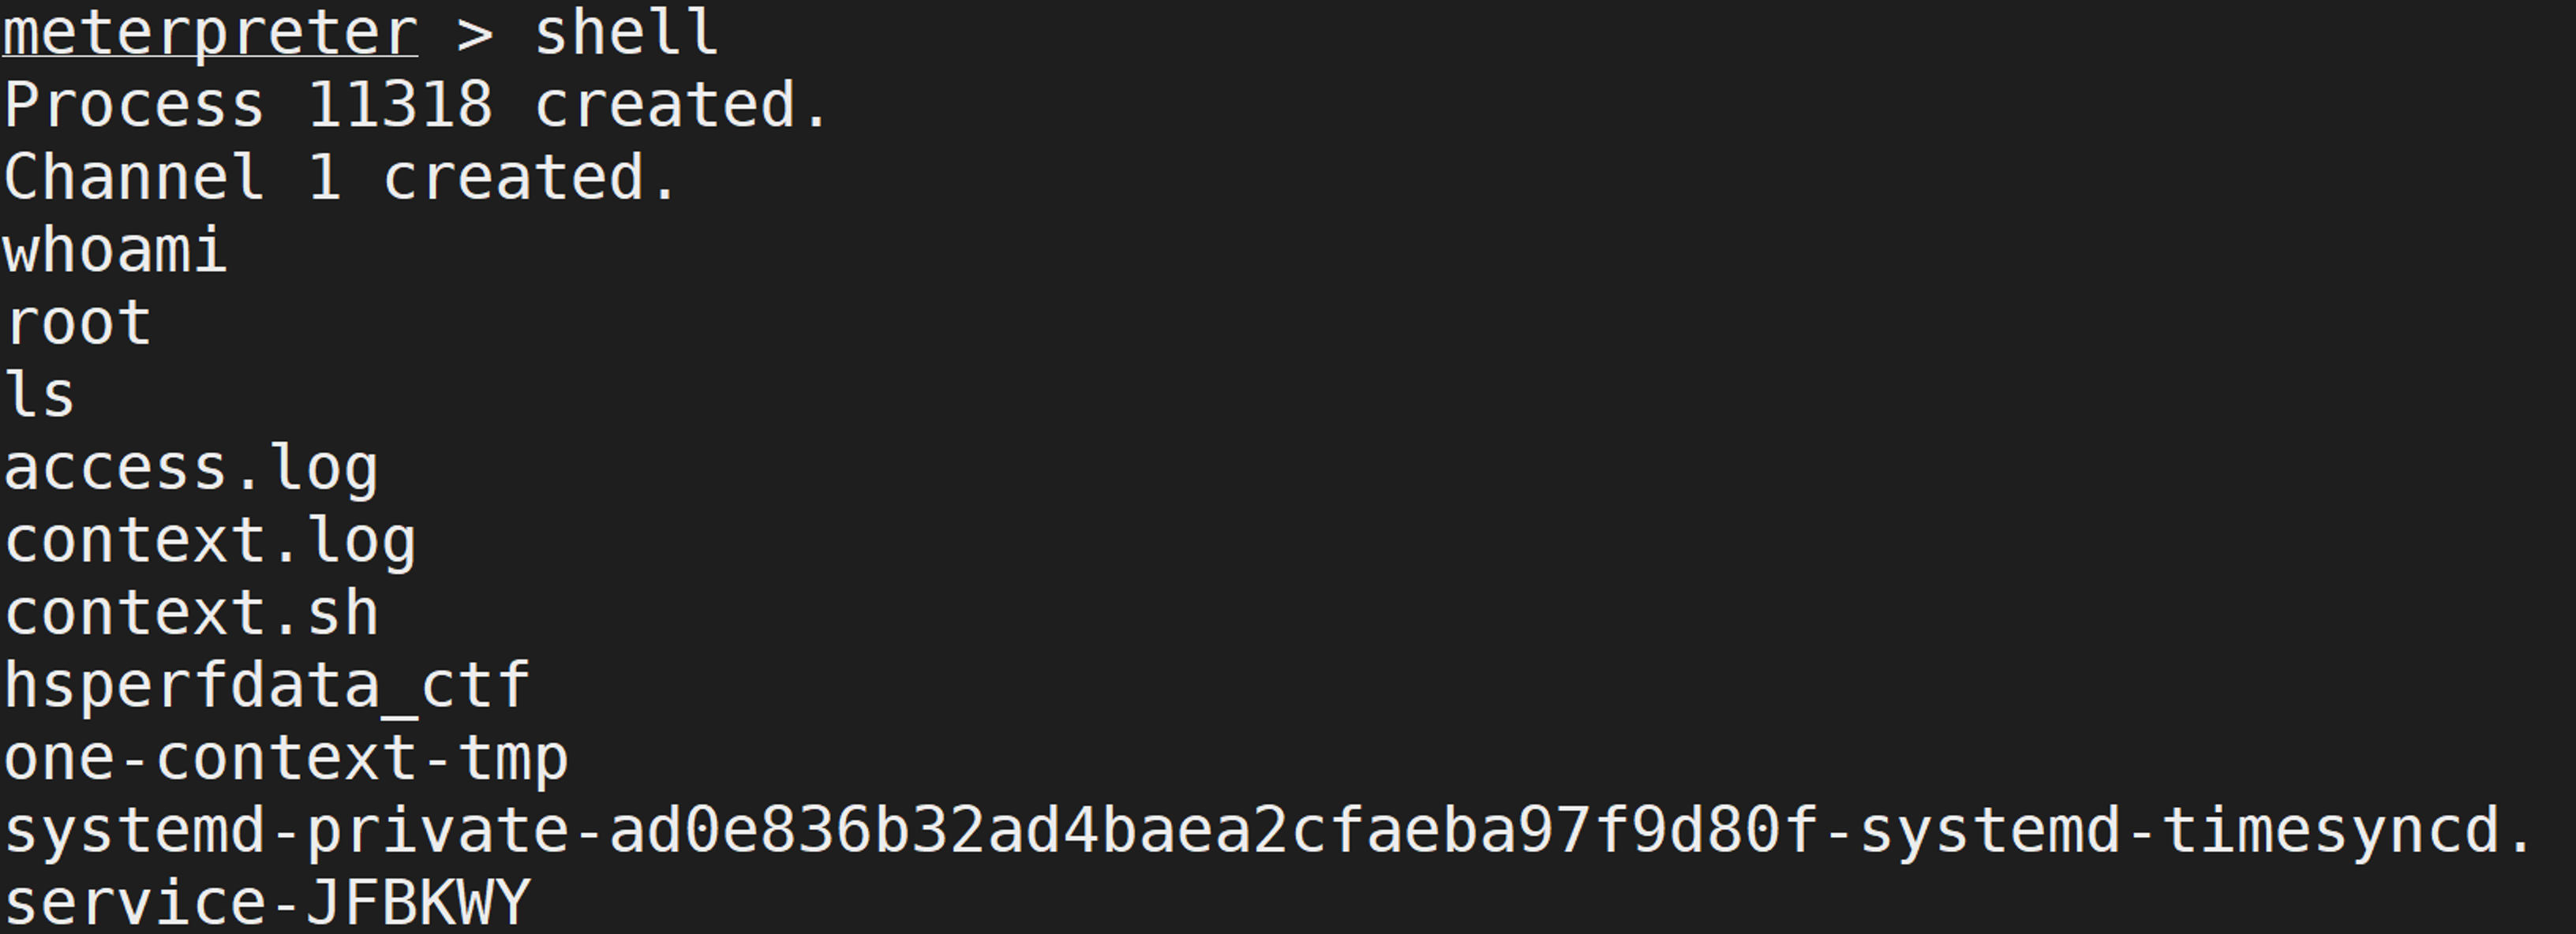 meterpreter > shell
Process 11318 created.
Channel 1 created.
whoami
root
ls
access.log
context.log
context.sh
hsperfdata_ctf
one-context-tmp
systemd-private-ad0e836b32ad4baea2cfaeba97f9d80f-systemd-timesyncd.
service-JFBKWY